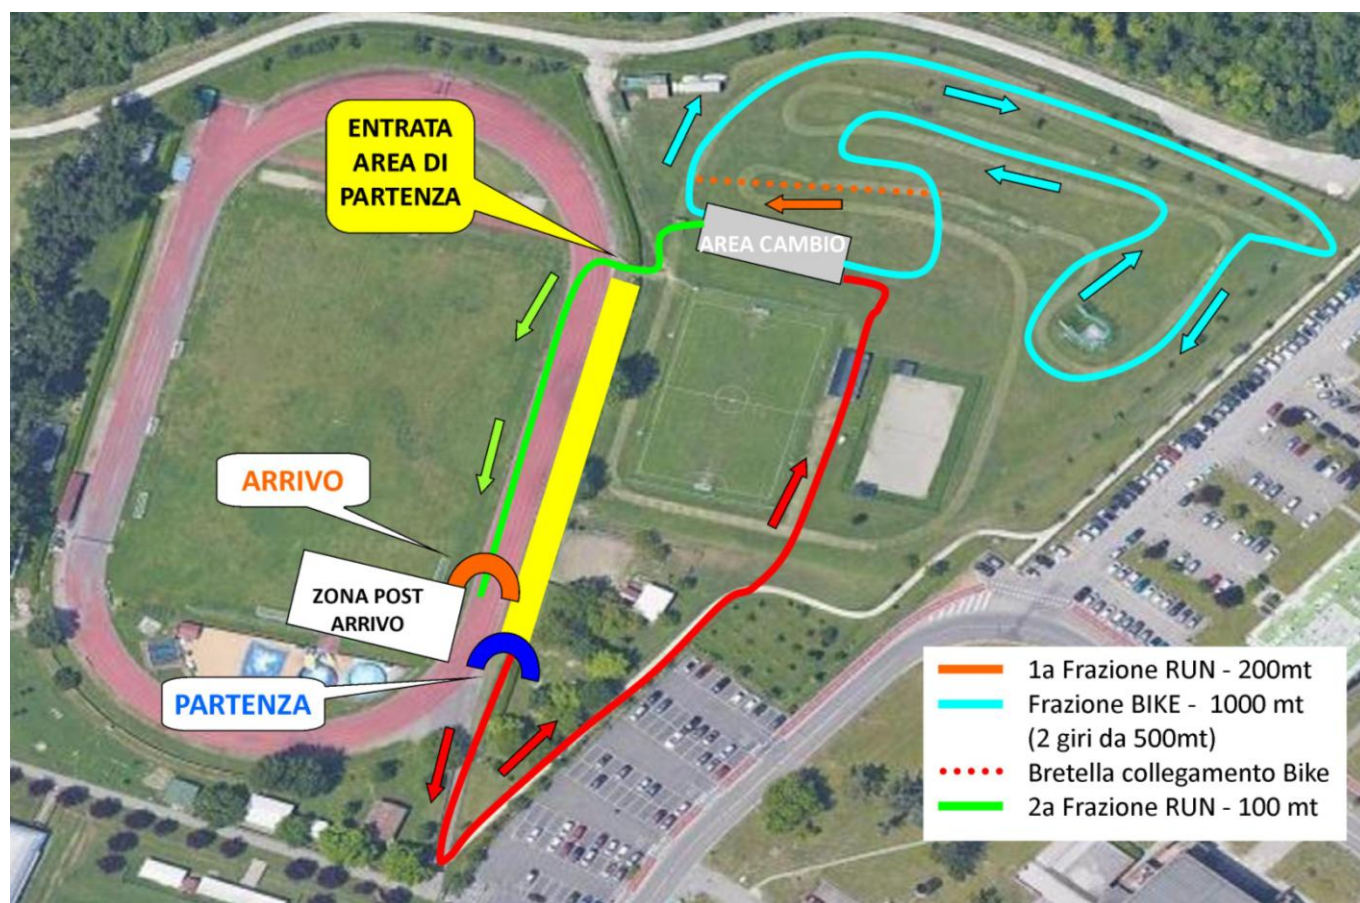 ENTRATA
AREA DI
PARTENZA
AREA CAMBIO
ARRIVO
ZONA POST
ARRIVO
PARTENZA
1a Frazione RUN - 200mt
Frazione BIKE - 1000 mt
(2 giri da 500mt)
Bretella collegamento Bike
2a Frazione RUN - 100 mt